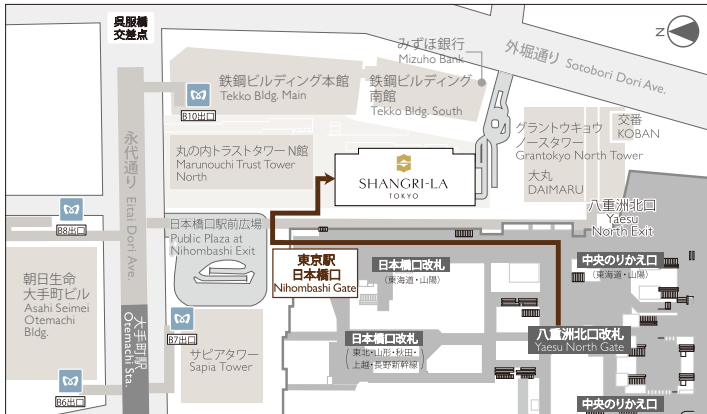 呉服橋
交差点
みずほ銀行
Mizuho Bank
外堀通り Sotobori Dori Ave.
N
鉄鋼ビルディング本館
Tekko Bldg. Main
鉄鋼ビルディング
南館
Tekko Bldg. South
B10出口
永代通り Eitai Dori Ave.
丸の内トラストタワー N館
Marunouchi Trust Tower
North
SHANGRI-LA
TOKYO
グラントウキョウ
ノースタワー
Grantokyo North Tower
大丸
DAIMARU
交番
KOBAN
八重洲北口
Yaesu
North Exit
B8出口
日本橋口駅前広場
Public Plaza at
Nihombashi Exit
東京駅
日本橋口
Nihombashi Gate
日本橋口改札
(東海道・山陽)
中央のりかえ口
(東海道・山陽)
朝日生命
大手町ビル
Asahi Seimei
Otemachi
Bldg.
大手町駅
Otemachi Sta.
B7出口
サピアタワー
Sapia Tower
日本橋口改札
(東北・山形・秋田・
上越・長野新幹線)
八重洲北口改札
Yaesu North Gate
B6出口
中央のりかえ口